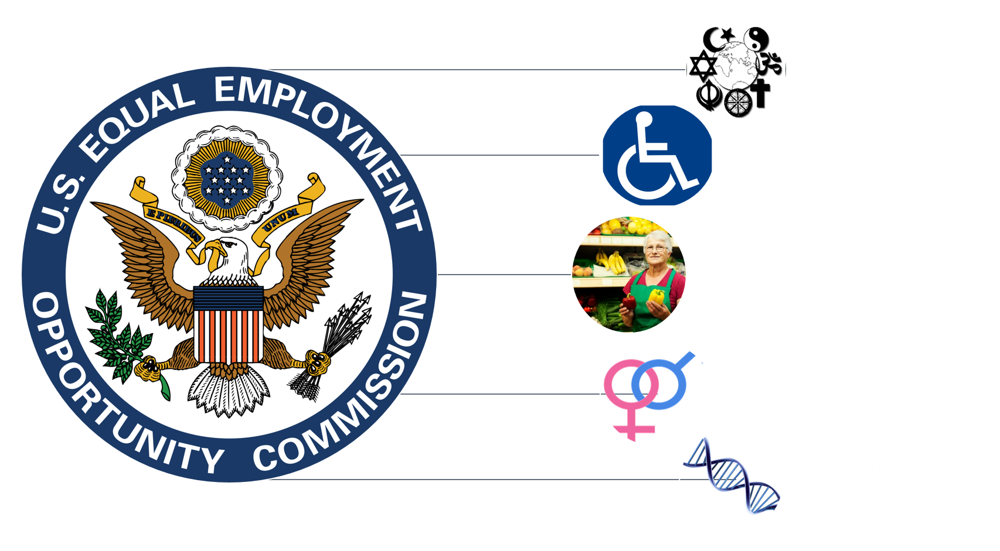 U.S. EQUAL EMPLOYMENT
OPPORTUNITY COMMISSION
E PLURIBUS
UNUM